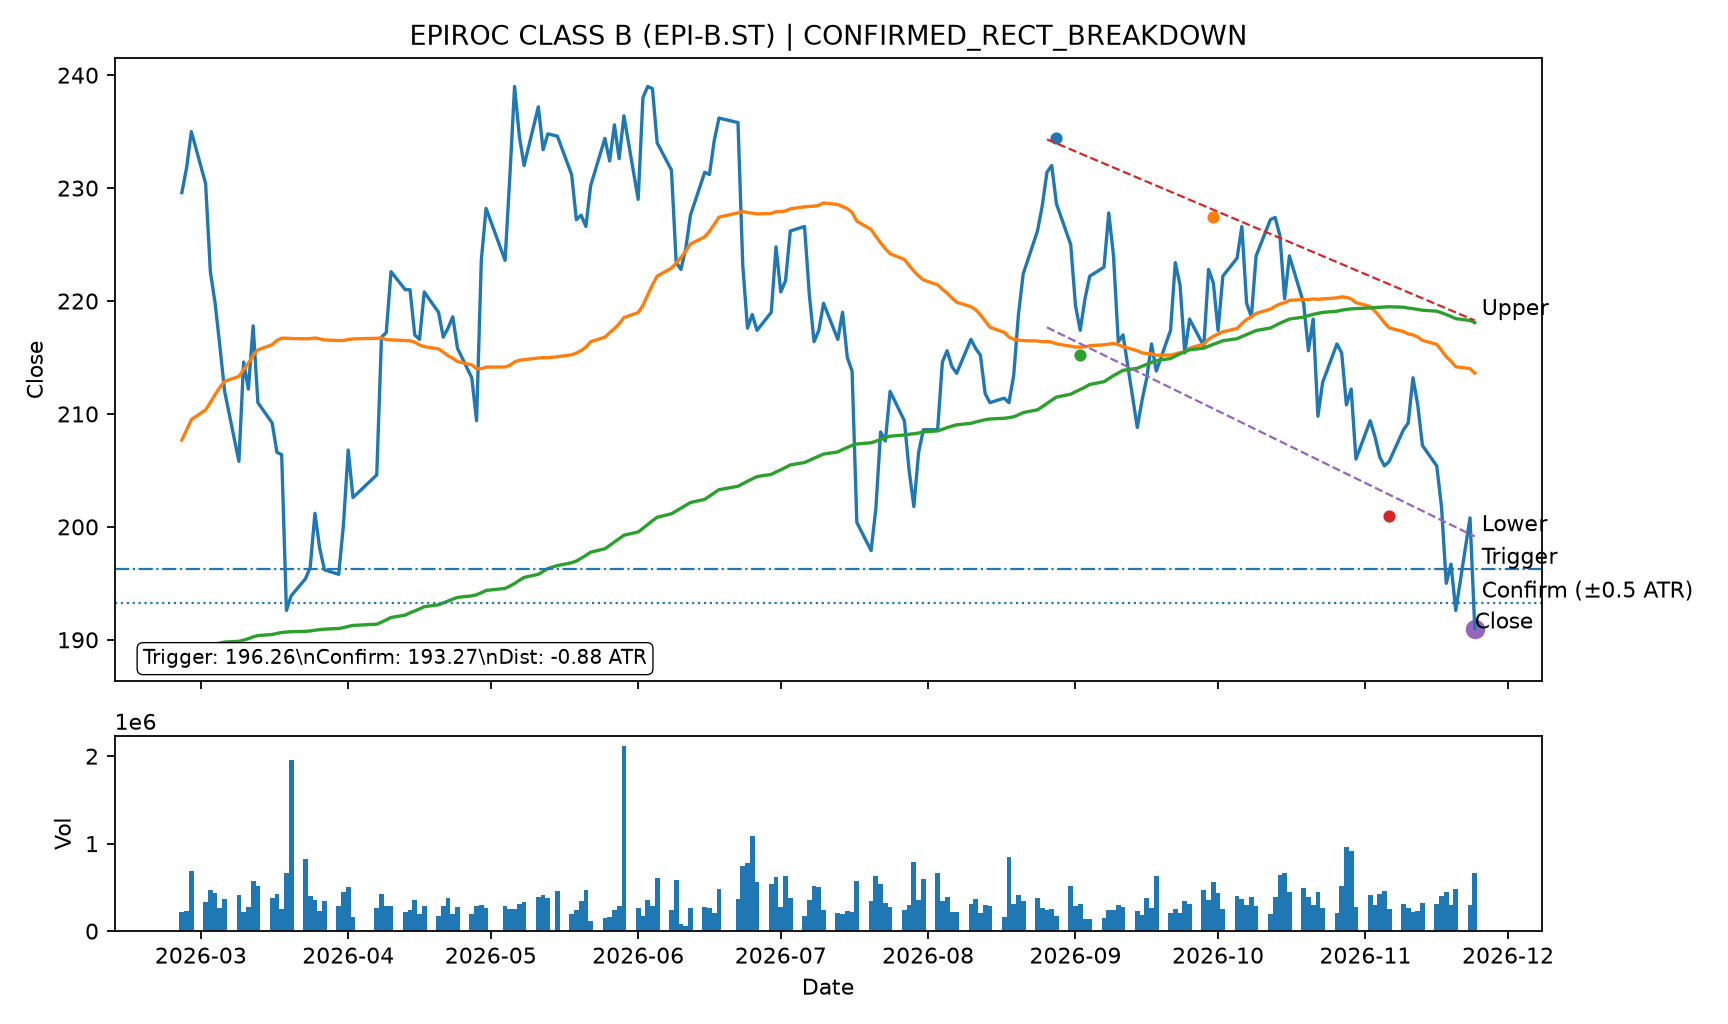 EPIROC CLASS B (EPI-B.ST) | CONFIRMED_RECT_BREAKDOWN
240
230
220
210
200
190
Close
Upper
Lower
Trigger
Confirm (±0.5 ATR)
Close
Trigger: 196.26\nConfirm: 193.27\nDist: -0.88 ATR
1e6
2
1
0
Vol
2026-03 2026-04 2026-05 2026-06 2026-07 2026-08 2026-09 2026-10 2026-11 2026-12
Date